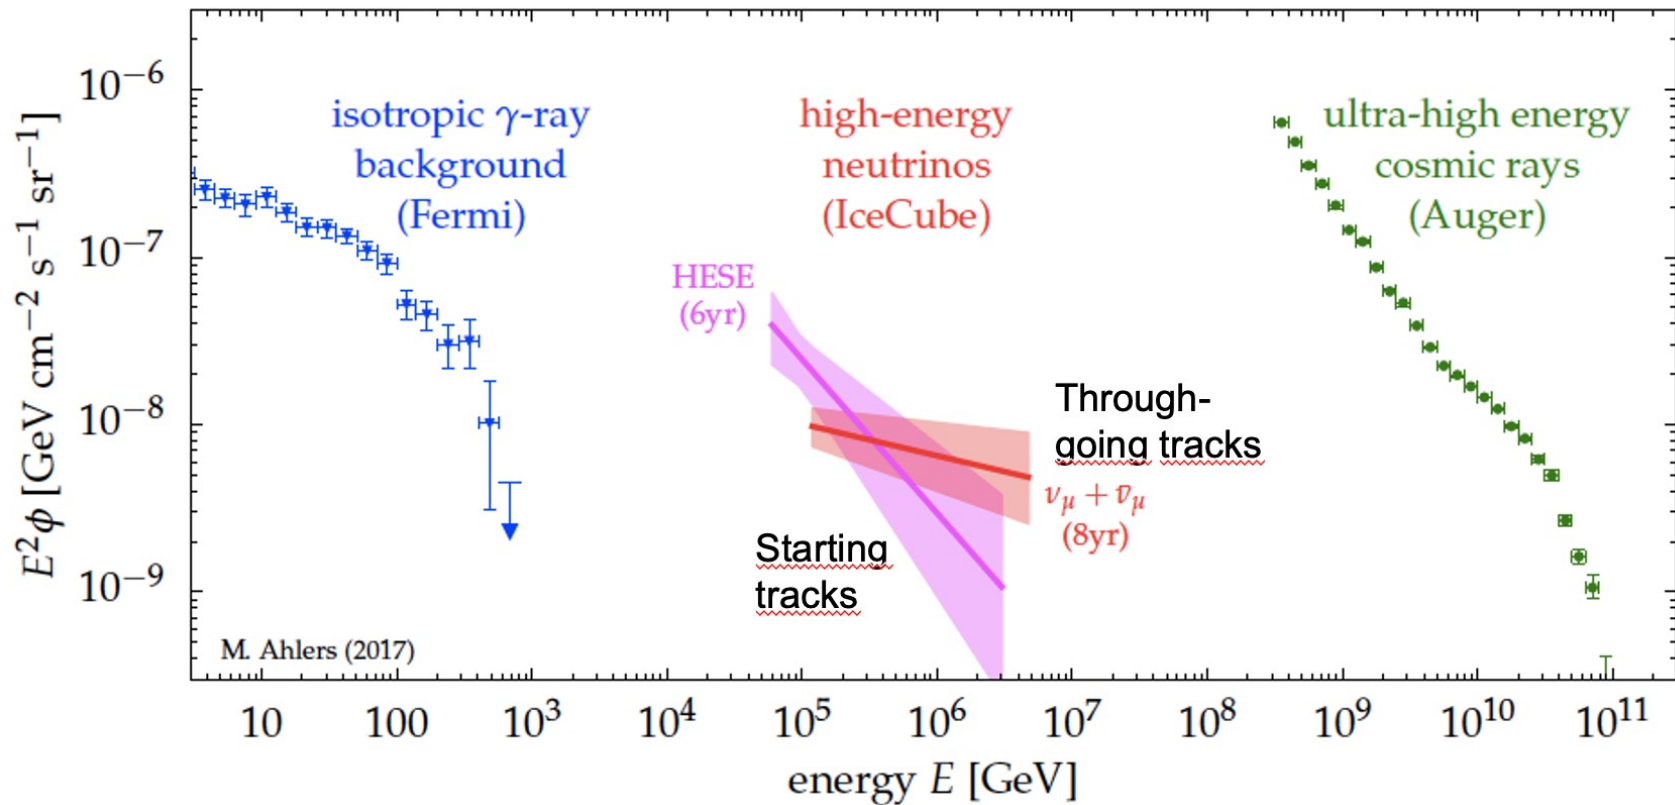 10⁻⁶
10⁻⁷
10⁻⁸
10⁻⁹
E²ϕ [GeV cm⁻² s⁻¹ sr⁻¹]
isotropic γ-ray
background
(Fermi)
high-energy
neutrinos
(IceCube)
ultra-high energy
cosmic rays
(Auger)
HESE
(6yr)
Through-
going tracks
ν_μ + ν̄_μ
(8yr)
Starting
tracks
M. Ahlers (2017)
10 100 10³ 10⁴ 10⁵ 10⁶ 10⁷ 10⁸ 10⁹ 10¹⁰ 10¹¹
energy E [GeV]